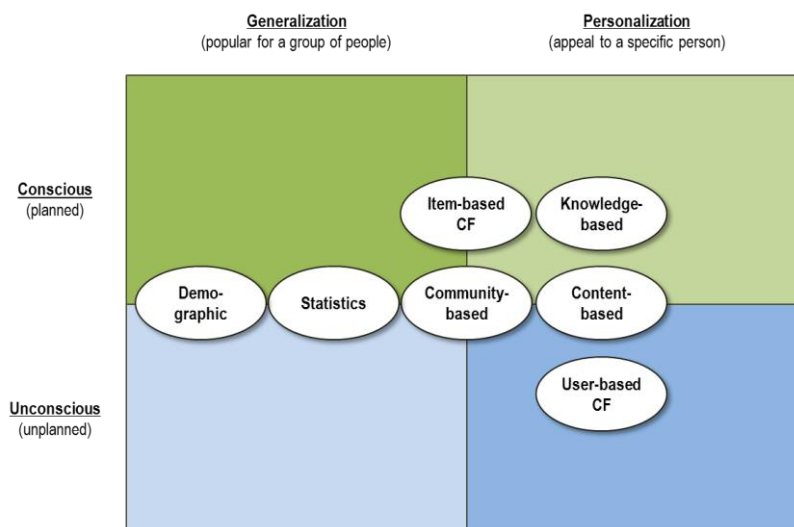 Generalization
(popular for a group of people)
Personalization
(appeal to a specific person)
Conscious
(planned)
Item-based
CF
Knowledge-
based
Demo-
graphic
Statistics
Community-
based
Content-
based
User-based
CF
Unconscious
(unplanned)